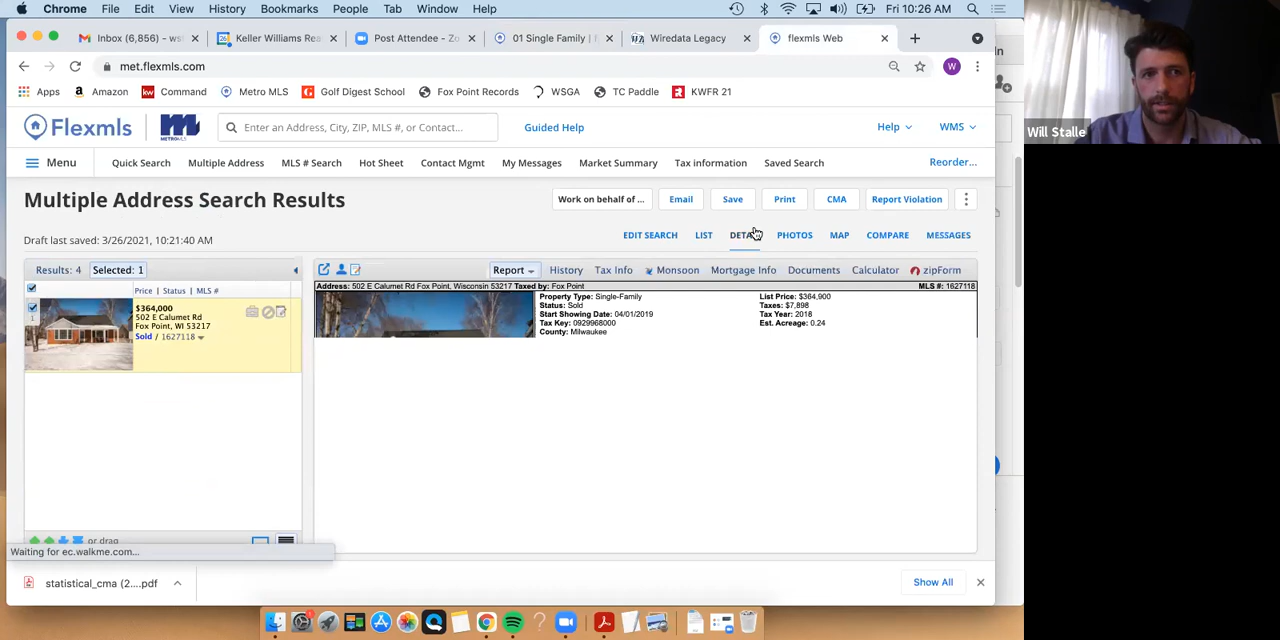 Chrome File Edit View History Bookmarks People Tab Window Help Fri 10:26 AM
Inbox (6,856) - ws Keller Williams Rea Post Attendee - Zo 01 Single Family | Wiredata Legacy flexmls Web
met.flexmls.com W
Apps Amazon Command Metro MLS Golf Digest School Fox Point Records WSGA TC Paddle KWFR 21
Flexmls Enter an Address, City, ZIP, MLS #, or Contact... Guided Help Help WMS
Menu Quick Search Multiple Address MLS # Search Hot Sheet Contact Mgmt My Messages Market Summary Tax information Saved Search Reorder...
Multiple Address Search Results Work on behalf of ... Email Save Print CMA Report Violation
EDIT SEARCH LIST PHOTOS MAP COMPARE MESSAGES
Draft last saved: 3/26/2021, 10:21:40 AM
Results: 4 Selected: 1 Report History Tax Info Monsoon Mortgage Info Documents Calculator zipForm
Price | Status | MLS #
Address: 502 E Calumet Rd Fox Point, Wisconsin 53217 Taxed by: Fox Point MLS #: 1627118
1
$364,000
502 E Calumet Rd
Fox Point, WI 53217
Sold / 1627118
Property Type: Single-Family List Price: $364,900
Status: Sold Taxes: $7,898
Start Showing Date: 04/01/2019 Tax Year: 2018
Tax Key: 0929968000 Est. Acreage: 0.24
County: Milwaukee
or drag
Waiting for ec.walkme.com...
statistical_cma (2....pdf Show All
Will Stalle